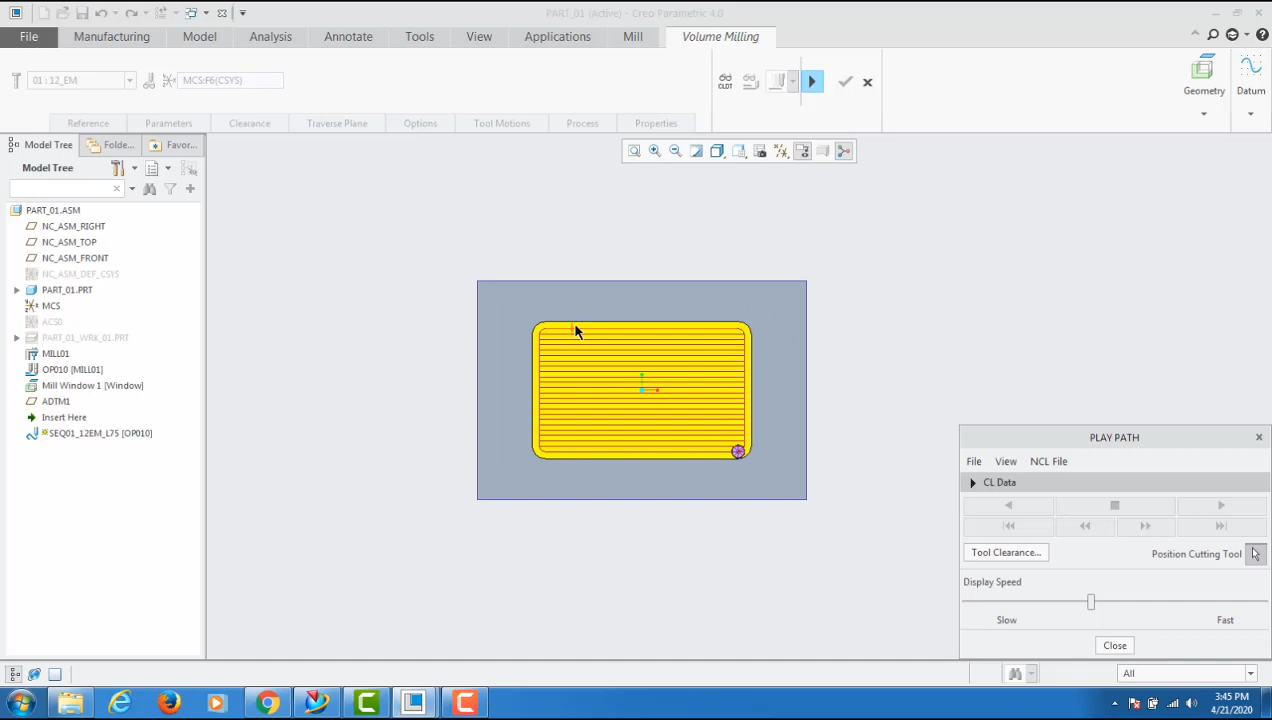 PART_01 (Active) - Creo Parametric 4.0
File Manufacturing Model Analysis Annotate Tools View Applications Mill Volume Milling
01 : 12_EM MCS:F6(CSYS)
CLDT
Geometry Datum
Reference Parameters Clearance Traverse Plane Options Tool Motions Process Properties
Model Tree Folde... Favor...
Model Tree
PART_01.ASM
NC_ASM_RIGHT
NC_ASM_TOP
NC_ASM_FRONT
NC_ASM_DEF_CSYS
PART_01.PRT
MCS
ACS0
PART_01_WRK_01.PRT
MILL01
OP010 [MILL01]
Mill Window 1 [Window]
ADTM1
Insert Here
SEQ01_12EM_L75 [OP010]
PLAY PATH
File View NCL File
CL Data
Tool Clearance... Position Cutting Tool
Display Speed
Slow Fast
Close
All
3:45 PM
4/21/2020